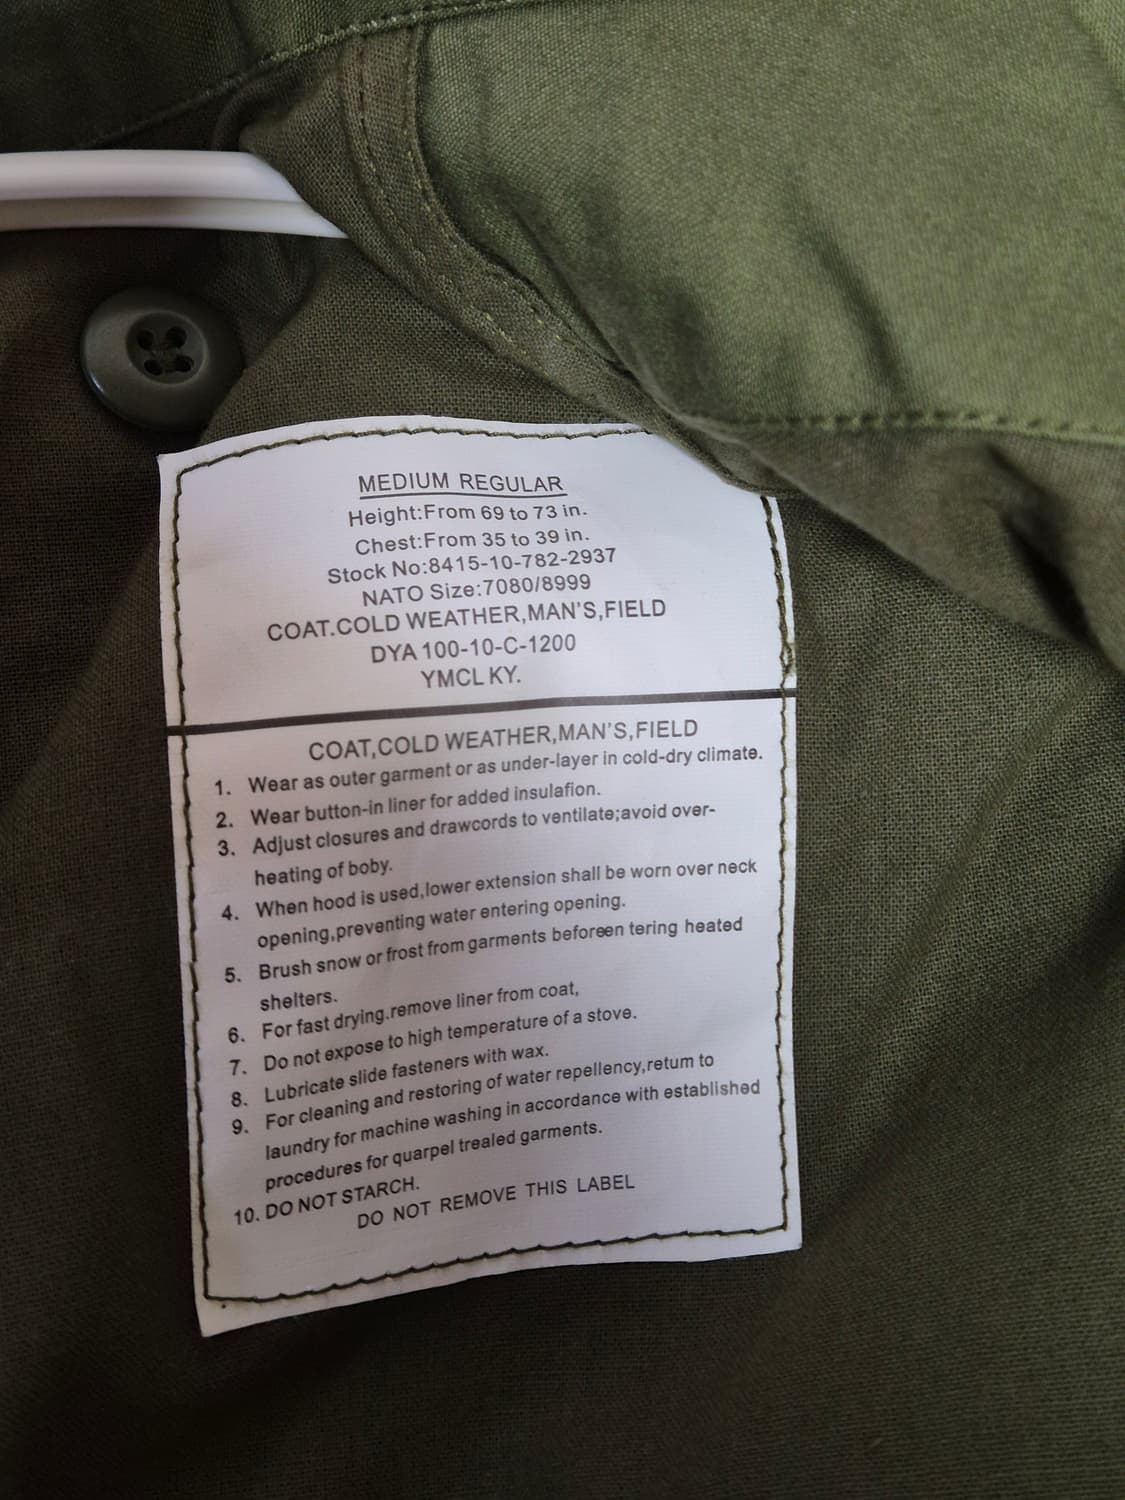 MEDIUM REGULAR
Height:From 69 to 73 in.
Chest:From 35 to 39 in.
Stock No:8415-10-782-2937
NATO Size:7080/8999
COAT.COLD WEATHER,MAN'S,FIELD
DYA 100-10-C-1200
YMCL KY.
COAT,COLD WEATHER,MAN'S,FIELD
1. Wear as outer garment or as under-layer in cold-dry climate.
2. Wear button-in liner for added insulafion.
3. Adjust closures and drawcords to ventilate;avoid over-
heating of boby.
4. When hood is used,lower extension shall be worn over neck
opening,preventing water entering opening.
5. Brush snow or frost from garments beforeen tering heated
shelters.
6. For fast drying.remove liner from coat,
7. Do not expose to high temperature of a stove.
8. Lubricate slide fasteners with wax.
9. For cleaning and restoring of water repellency,retum to
laundry for machine washing in accordance with established
procedures for quarpel trealed garments.
10. DO NOT STARCH.
DO NOT REMOVE THIS LABEL